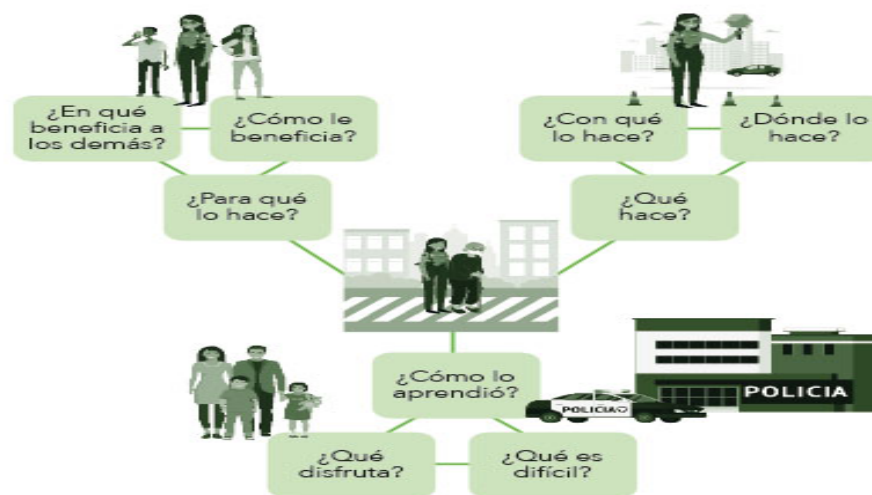 ¿En qué
beneficia a
los demás?
¿Cómo le
beneficia?
¿Para qué
lo hace?
¿Con qué
lo hace?
¿Dónde lo
hace?
¿Qué
hace?
¿Cómo lo
aprendió?
POLICIA
POLICIA
¿Qué
disfruta?
¿Qué es
difícil?